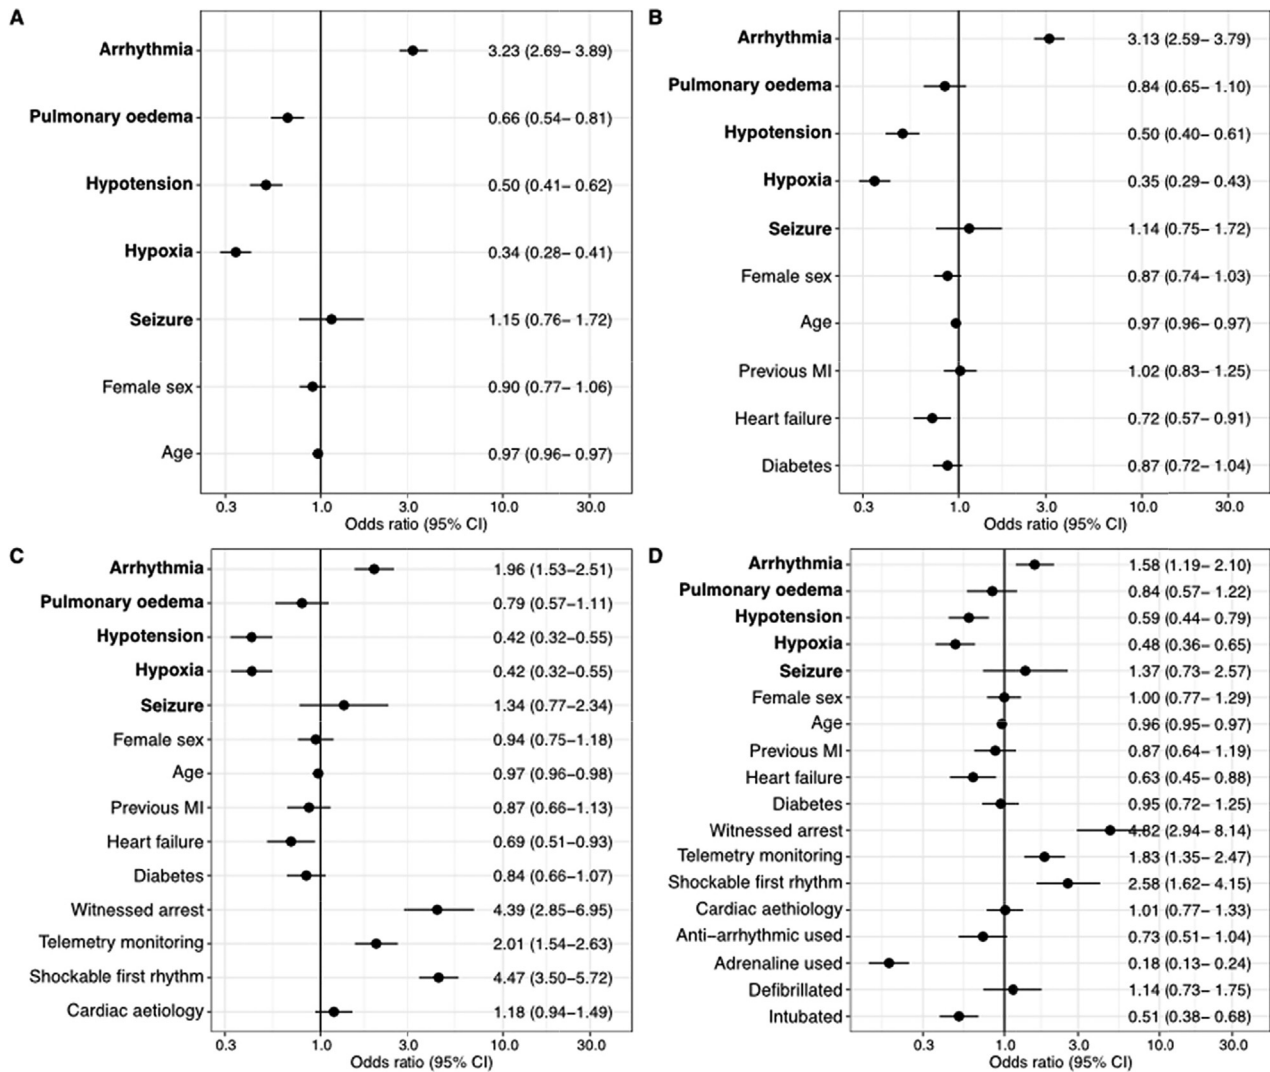 A
Arrhythmia 3.23 (2.69– 3.89)
Pulmonary oedema 0.66 (0.54– 0.81)
Hypotension 0.50 (0.41– 0.62)
Hypoxia 0.34 (0.28– 0.41)
Seizure 1.15 (0.76– 1.72)
Female sex 0.90 (0.77– 1.06)
Age 0.97 (0.96– 0.97)
0.3 1.0 3.0 10.0 30.0
Odds ratio (95% CI)
B
Arrhythmia 3.13 (2.59– 3.79)
Pulmonary oedema 0.84 (0.65– 1.10)
Hypotension 0.50 (0.40– 0.61)
Hypoxia 0.35 (0.29– 0.43)
Seizure 1.14 (0.75– 1.72)
Female sex 0.87 (0.74– 1.03)
Age 0.97 (0.96– 0.97)
Previous MI 1.02 (0.83– 1.25)
Heart failure 0.72 (0.57– 0.91)
Diabetes 0.87 (0.72– 1.04)
0.3 1.0 3.0 10.0 30.0
Odds ratio (95% CI)
C
Arrhythmia 1.96 (1.53–2.51)
Pulmonary oedema 0.79 (0.57–1.11)
Hypotension 0.42 (0.32–0.55)
Hypoxia 0.42 (0.32–0.55)
Seizure 1.34 (0.77–2.34)
Female sex 0.94 (0.75–1.18)
Age 0.97 (0.96–0.98)
Previous MI 0.87 (0.66–1.13)
Heart failure 0.69 (0.51–0.93)
Diabetes 0.84 (0.66–1.07)
Witnessed arrest 4.39 (2.85–6.95)
Telemetry monitoring 2.01 (1.54–2.63)
Shockable first rhythm 4.47 (3.50–5.72)
Cardiac aetiology 1.18 (0.94–1.49)
0.3 1.0 3.0 10.0 30.0
Odds ratio (95% CI)
D
Arrhythmia 1.58 (1.19– 2.10)
Pulmonary oedema 0.84 (0.57– 1.22)
Hypotension 0.59 (0.44– 0.79)
Hypoxia 0.48 (0.36– 0.65)
Seizure 1.37 (0.73– 2.57)
Female sex 1.00 (0.77– 1.29)
Age 0.96 (0.95– 0.97)
Previous MI 0.87 (0.64– 1.19)
Heart failure 0.63 (0.45– 0.88)
Diabetes 0.95 (0.72– 1.25)
Witnessed arrest 4.82 (2.94– 8.14)
Telemetry monitoring 1.83 (1.35– 2.47)
Shockable first rhythm 2.58 (1.62– 4.15)
Cardiac aethiology 1.01 (0.77– 1.33)
Anti–arrhythmic used 0.73 (0.51– 1.04)
Adrenaline used 0.18 (0.13– 0.24)
Defibrillated 1.14 (0.73– 1.75)
Intubated 0.51 (0.38– 0.68)
0.3 1.0 3.0 10.0 30.0
Odds ratio (95% CI)